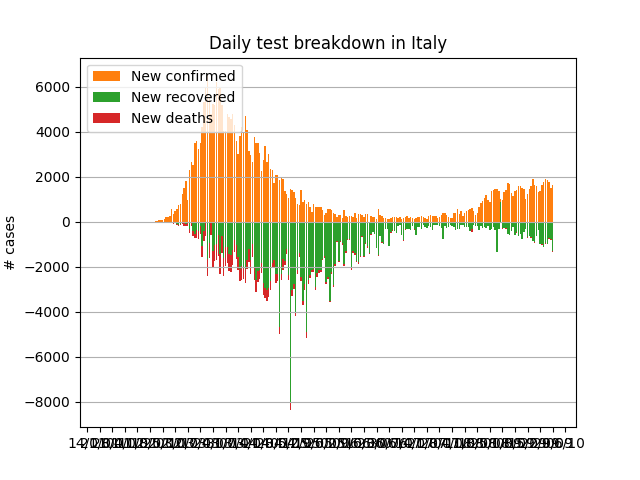 Daily test breakdown in Italy
New confirmed
New recovered
New deaths
6000
4000
2000
0
−2000
−4000
−6000
−8000
# cases